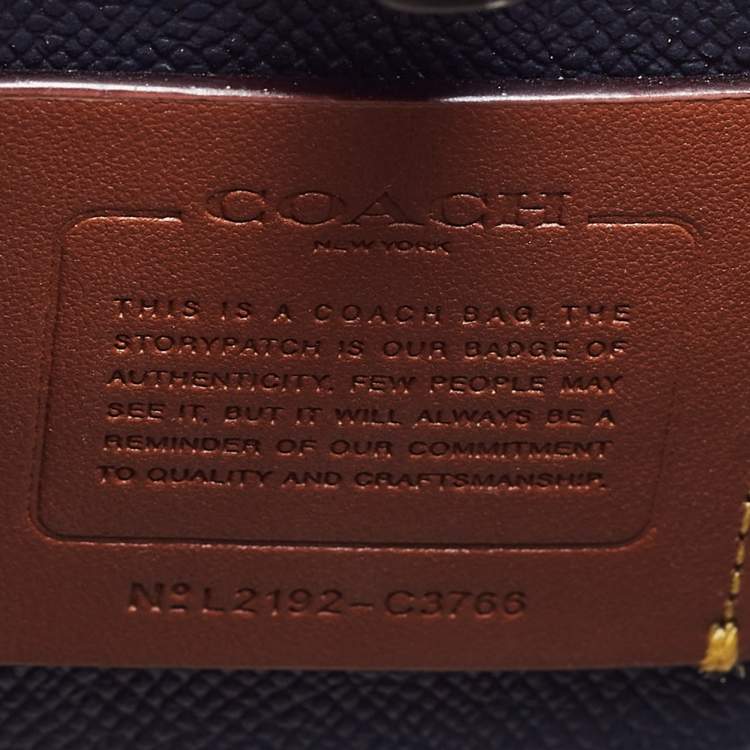 COACH
NEW YORK
THIS IS A COACH BAG. THE
STORYPATCH IS OUR BADGE OF
AUTHENTICITY. FEW PEOPLE MAY
SEE IT, BUT IT WILL ALWAYS BE A
REMINDER OF OUR COMMITMENT
TO QUALITY AND CRAFTSMANSHIP.
Nº L2192-C3766